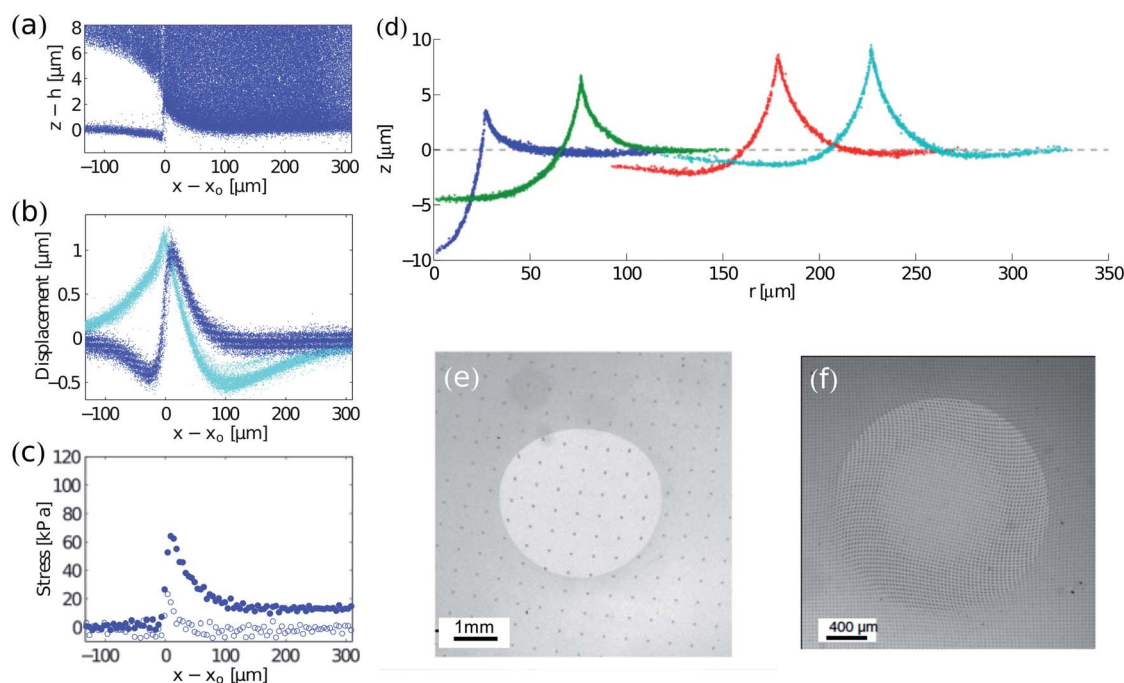 (a)
8
6
4
2
0
z − h [µm]
−100 0 100 200 300
x − xₒ [µm]
(b)
1
0.5
0
−0.5
Displacement [µm]
−100 0 100 200 300
x − xₒ [µm]
(c)
120
100
80
60
40
20
0
Stress [kPa]
−100 0 100 200 300
x − xₒ [µm]
(d)
10
5
0
−5
−10
z [µm]
0 50 100 150 200 250 300 350
r [µm]
(e)
1mm
(f)
400 µm